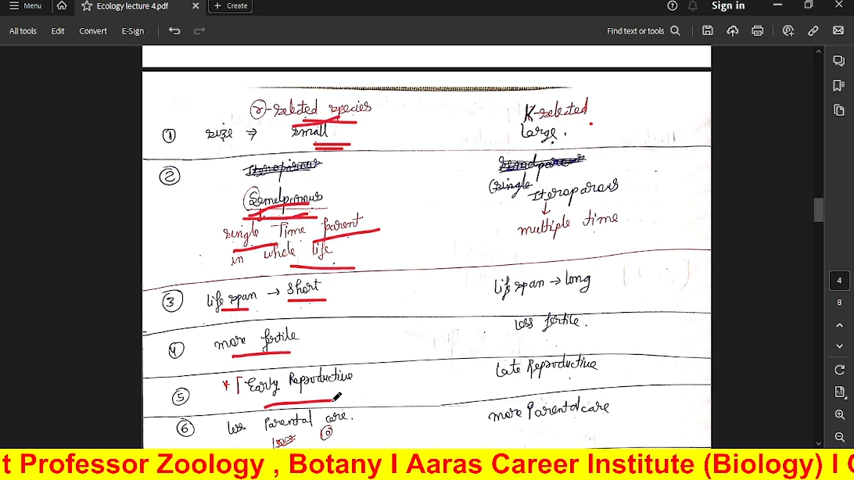 Menu
Ecology lecture 4.pdf
Create
Sign in
All tools Edit Convert E-Sign
Find text or tools
r-selected species K-selected
① size ⇒ small large.
② Semelparous (single Iteroparous
single Time parent multiple time
in whole life
③ life span → short life span → long
④ more fertile less fertile.
⑤ * Early Reproductive late Reproductive
⑥ less Parental care. more Parental care
4
8
t Professor Zoology , Botany I Aaras Career Institute (Biology) I C